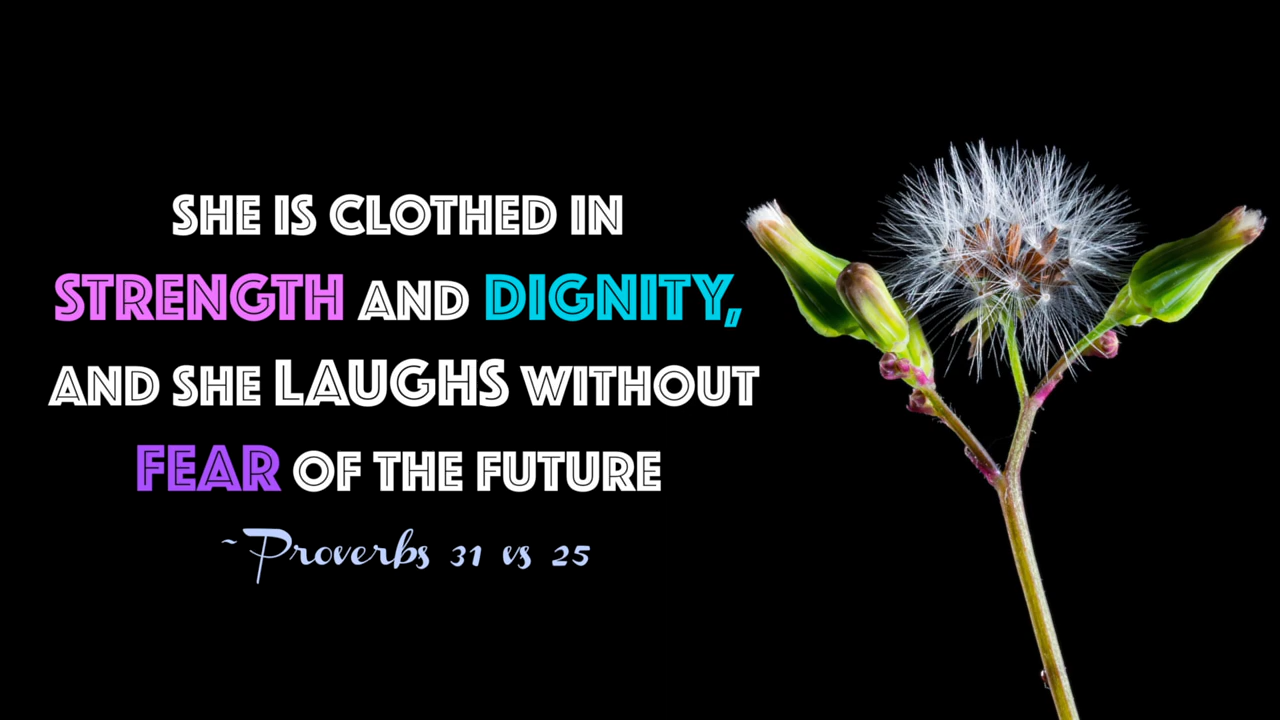 SHE IS CLOTHED IN
STRENGTH AND DIGNITY,
AND SHE LAUGHS WITHOUT
FEAR OF THE FUTURE
~Proverbs 31 vs 25